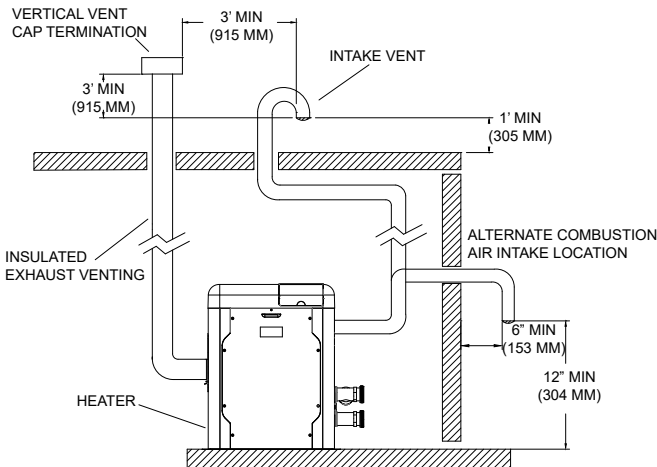 VERTICAL VENT
CAP TERMINATION
3' MIN
(915 MM)
INTAKE VENT
3' MIN
(915 MM)
1' MIN
(305 MM)
INSULATED
EXHAUST VENTING
ALTERNATE COMBUSTION
AIR INTAKE LOCATION
6" MIN
(153 MM)
12" MIN
(304 MM)
HEATER